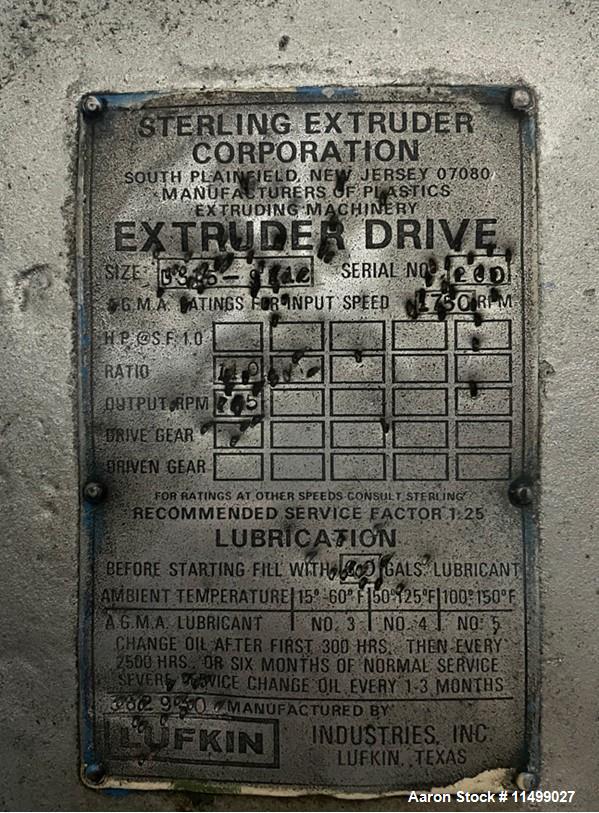 STERLING EXTRUDER
CORPORATION
SOUTH PLAINFIELD, NEW JERSEY 07080
MANUFACTURERS OF PLASTICS
EXTRUDING MACHINERY
EXTRUDER DRIVE
SIZE SERIAL NO.
A.G.M.A. RATINGS FOR INPUT SPEED 1750 RPM
H.P. @ S.F. 1.0
RATIO
OUTPUT RPM
DRIVE GEAR
DRIVEN GEAR
FOR RATINGS AT OTHER SPEEDS CONSULT STERLING
RECOMMENDED SERVICE FACTOR 1.25
LUBRICATION
BEFORE STARTING FILL WITH GALS. LUBRICANT
AMBIENT TEMPERATURE 15°-60°F 50°-125°F 100°-150°F
A.G.M.A. LUBRICANT NO. 3 NO. 4 NO. 5
CHANGE OIL AFTER FIRST 300 HRS. THEN EVERY
2500 HRS. OR SIX MONTHS OF NORMAL SERVICE
SEVERE SERVICE CHANGE OIL EVERY 1-3 MONTHS
MANUFACTURED BY
LUFKIN INDUSTRIES, INC.
LUFKIN, TEXAS
Aaron Stock # 11499027